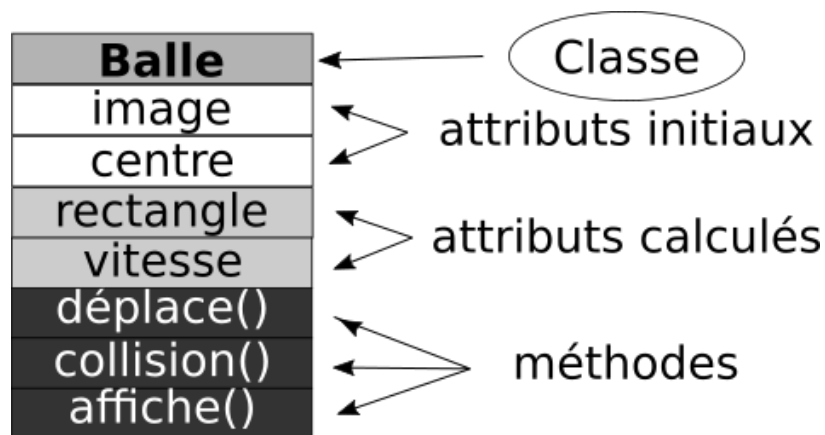 Balle
Classe
image
attributs initiaux
centre
rectangle
attributs calculés
vitesse
déplace()
collision()
méthodes
affiche()